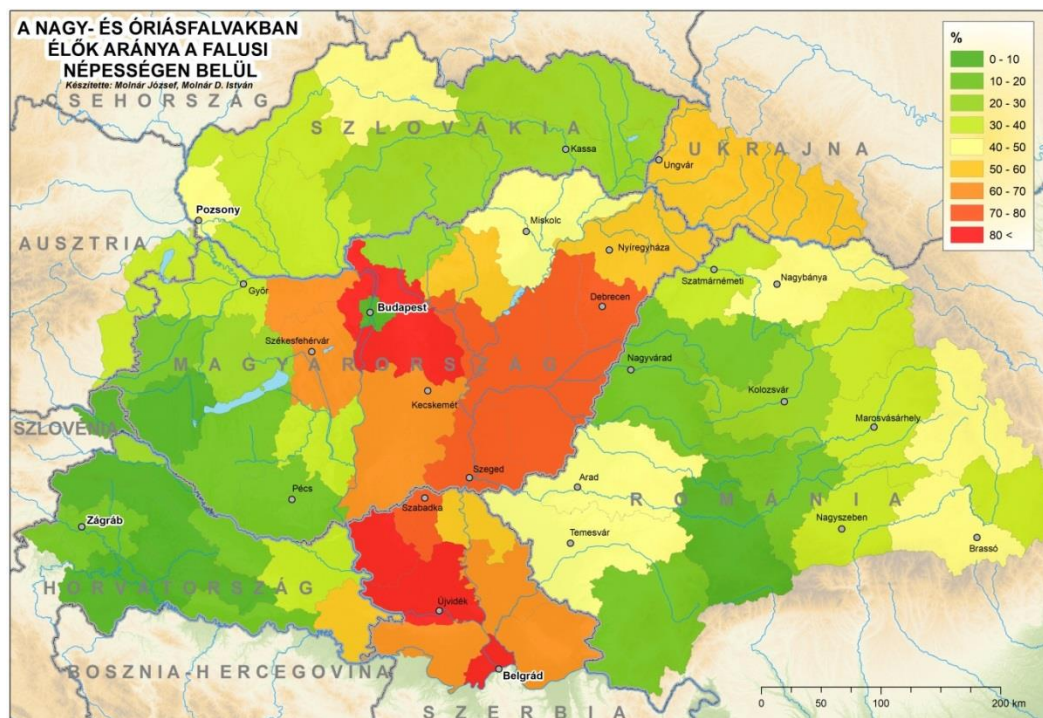 A NAGY- ÉS ÓRIÁSFALVAKBAN
ÉLŐK ARÁNYA A FALUSI
NÉPESSÉGEN BELÜL
Készítette: Molnár József, Molnár D. István
%
0 - 10
10 - 20
20 - 30
30 - 40
40 - 50
50 - 60
60 - 70
70 - 80
80 <
CSEHORSZÁG
SZLOVÁKIA
Kassa
UKRAJNA
Ungvár
Pozsony
AUSZTRIA
Miskolc
Nyíregyháza
Győr
Szatmárnémeti
Nagybánya
Budapest
Debrecen
Székesfehérvár
MAGYARORSZÁG
Nagyvárad
Kecskemét
Kolozsvár
Marosvásárhely
SZLOVÉNIA
Szeged
Arad
Pécs
Szabadka
ROMÁNIA
Zágráb
Temesvár
Nagyszeben
Brassó
HORVÁTORSZÁG
Újvidék
BOSZNIA-HERCEGOVINA
Belgrád
SZERBIA
0 50 100 200 km